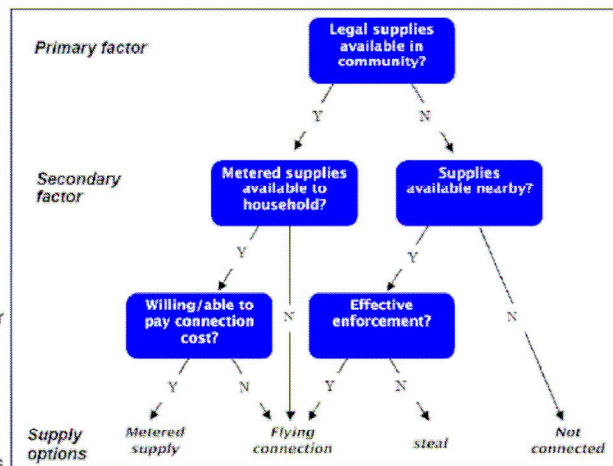 Primary factor
Legal supplies
available in
community?
Y
N
Secondary
factor
Metered supplies
available to
household?
Supplies
available nearby?
Y
N
Y
N
Willing/able to
pay connection
cost?
Effective
enforcement?
Y
N
Y
N
Supply
options
Metered
supply
Flying
connection
steal
Not
connected